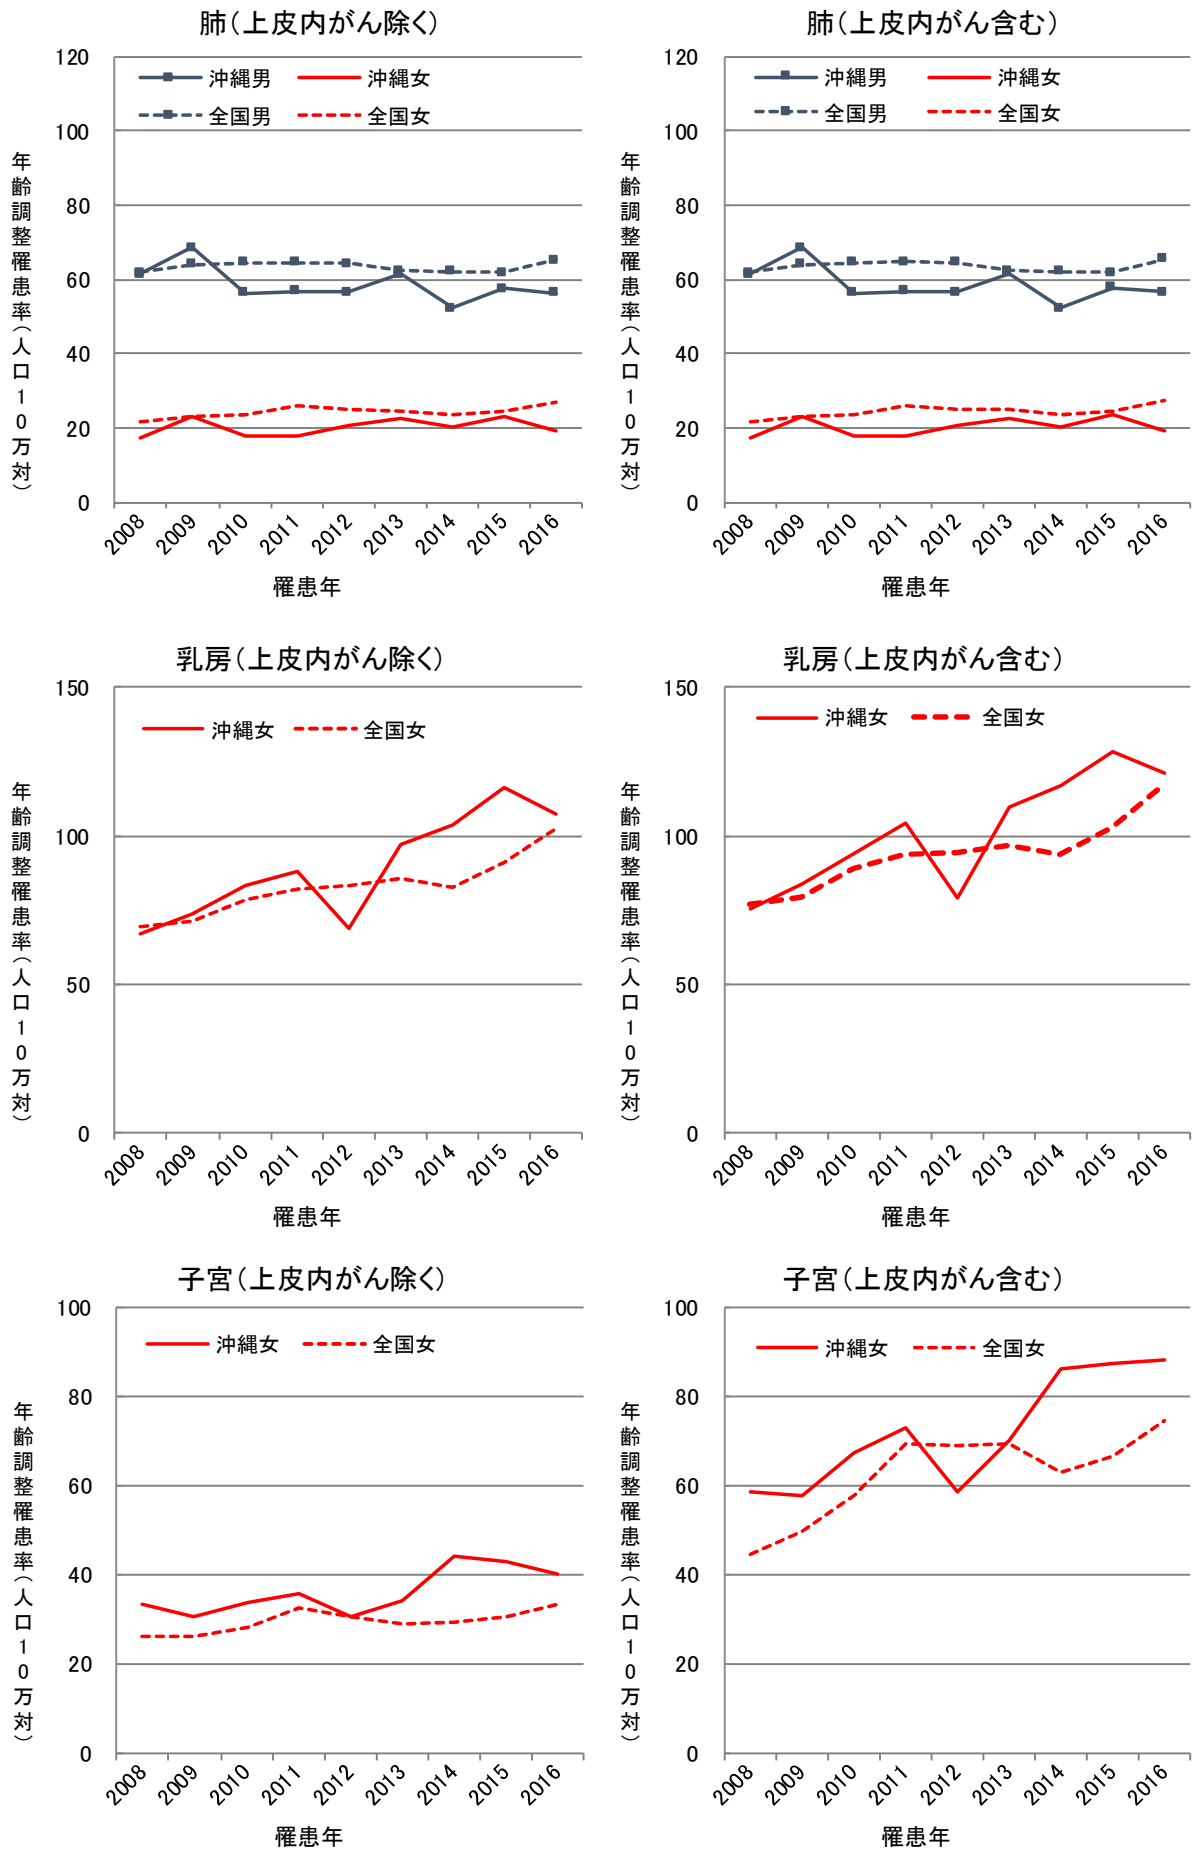 肺（上皮内がん除く）
120
100
80
60
40
20
0
沖縄男
沖縄女
全国男
全国女
年齢調整罹患率（人口10万対）
2008
2009
2010
2011
2012
2013
2014
2015
2016
罹患年
肺（上皮内がん含む）
120
100
80
60
40
20
0
沖縄男
沖縄女
全国男
全国女
年齢調整罹患率（人口10万対）
2008
2009
2010
2011
2012
2013
2014
2015
2016
罹患年
乳房（上皮内がん除く）
150
100
50
0
沖縄女
全国女
年齢調整罹患率（人口10万対）
2008
2009
2010
2011
2012
2013
2014
2015
2016
罹患年
乳房（上皮内がん含む）
150
100
50
0
沖縄女
全国女
年齢調整罹患率（人口10万対）
2008
2009
2010
2011
2012
2013
2014
2015
2016
罹患年
子宮（上皮内がん除く）
100
80
60
40
20
0
沖縄女
全国女
年齢調整罹患率（人口10万対）
2008
2009
2010
2011
2012
2013
2014
2015
2016
罹患年
子宮（上皮内がん含む）
100
80
60
40
20
0
沖縄女
全国女
年齢調整罹患率（人口10万対）
2008
2009
2010
2011
2012
2013
2014
2015
2016
罹患年